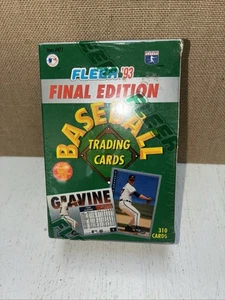 FLEER '93
FINAL EDITION
BASEBALL
TRADING
CARDS
GLAVINE
310
CARDS